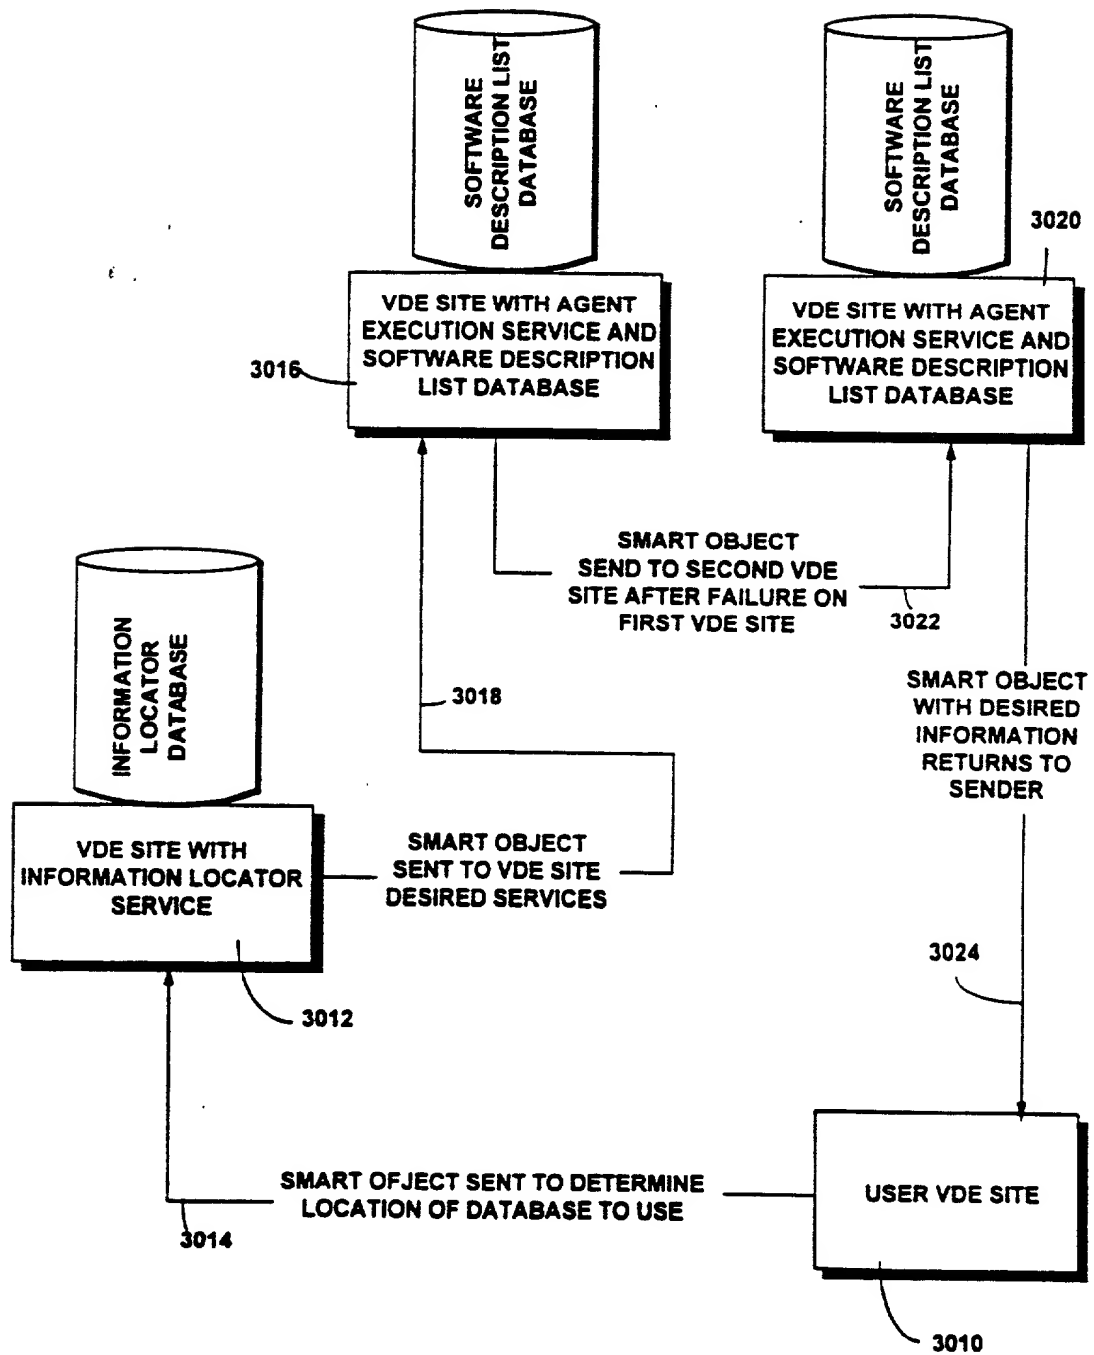 SOFTWARE
DESCRIPTION LIST
DATABASE
SOFTWARE
DESCRIPTION LIST
DATABASE
3020
VDE SITE WITH AGENT
EXECUTION SERVICE AND
SOFTWARE DESCRIPTION
LIST DATABASE
3016
VDE SITE WITH AGENT
EXECUTION SERVICE AND
SOFTWARE DESCRIPTION
LIST DATABASE
SMART OBJECT
SEND TO SECOND VDE
SITE AFTER FAILURE ON
FIRST VDE SITE
3022
INFORMATION
LOCATOR
DATABASE
3018
SMART OBJECT
WITH DESIRED
INFORMATION
RETURNS TO
SENDER
VDE SITE WITH
INFORMATION LOCATOR
SERVICE
SMART OBJECT
SENT TO VDE SITE
DESIRED SERVICES
3024
3012
SMART OFJECT SENT TO DETERMINE
LOCATION OF DATABASE TO USE
3014
USER VDE SITE
3010